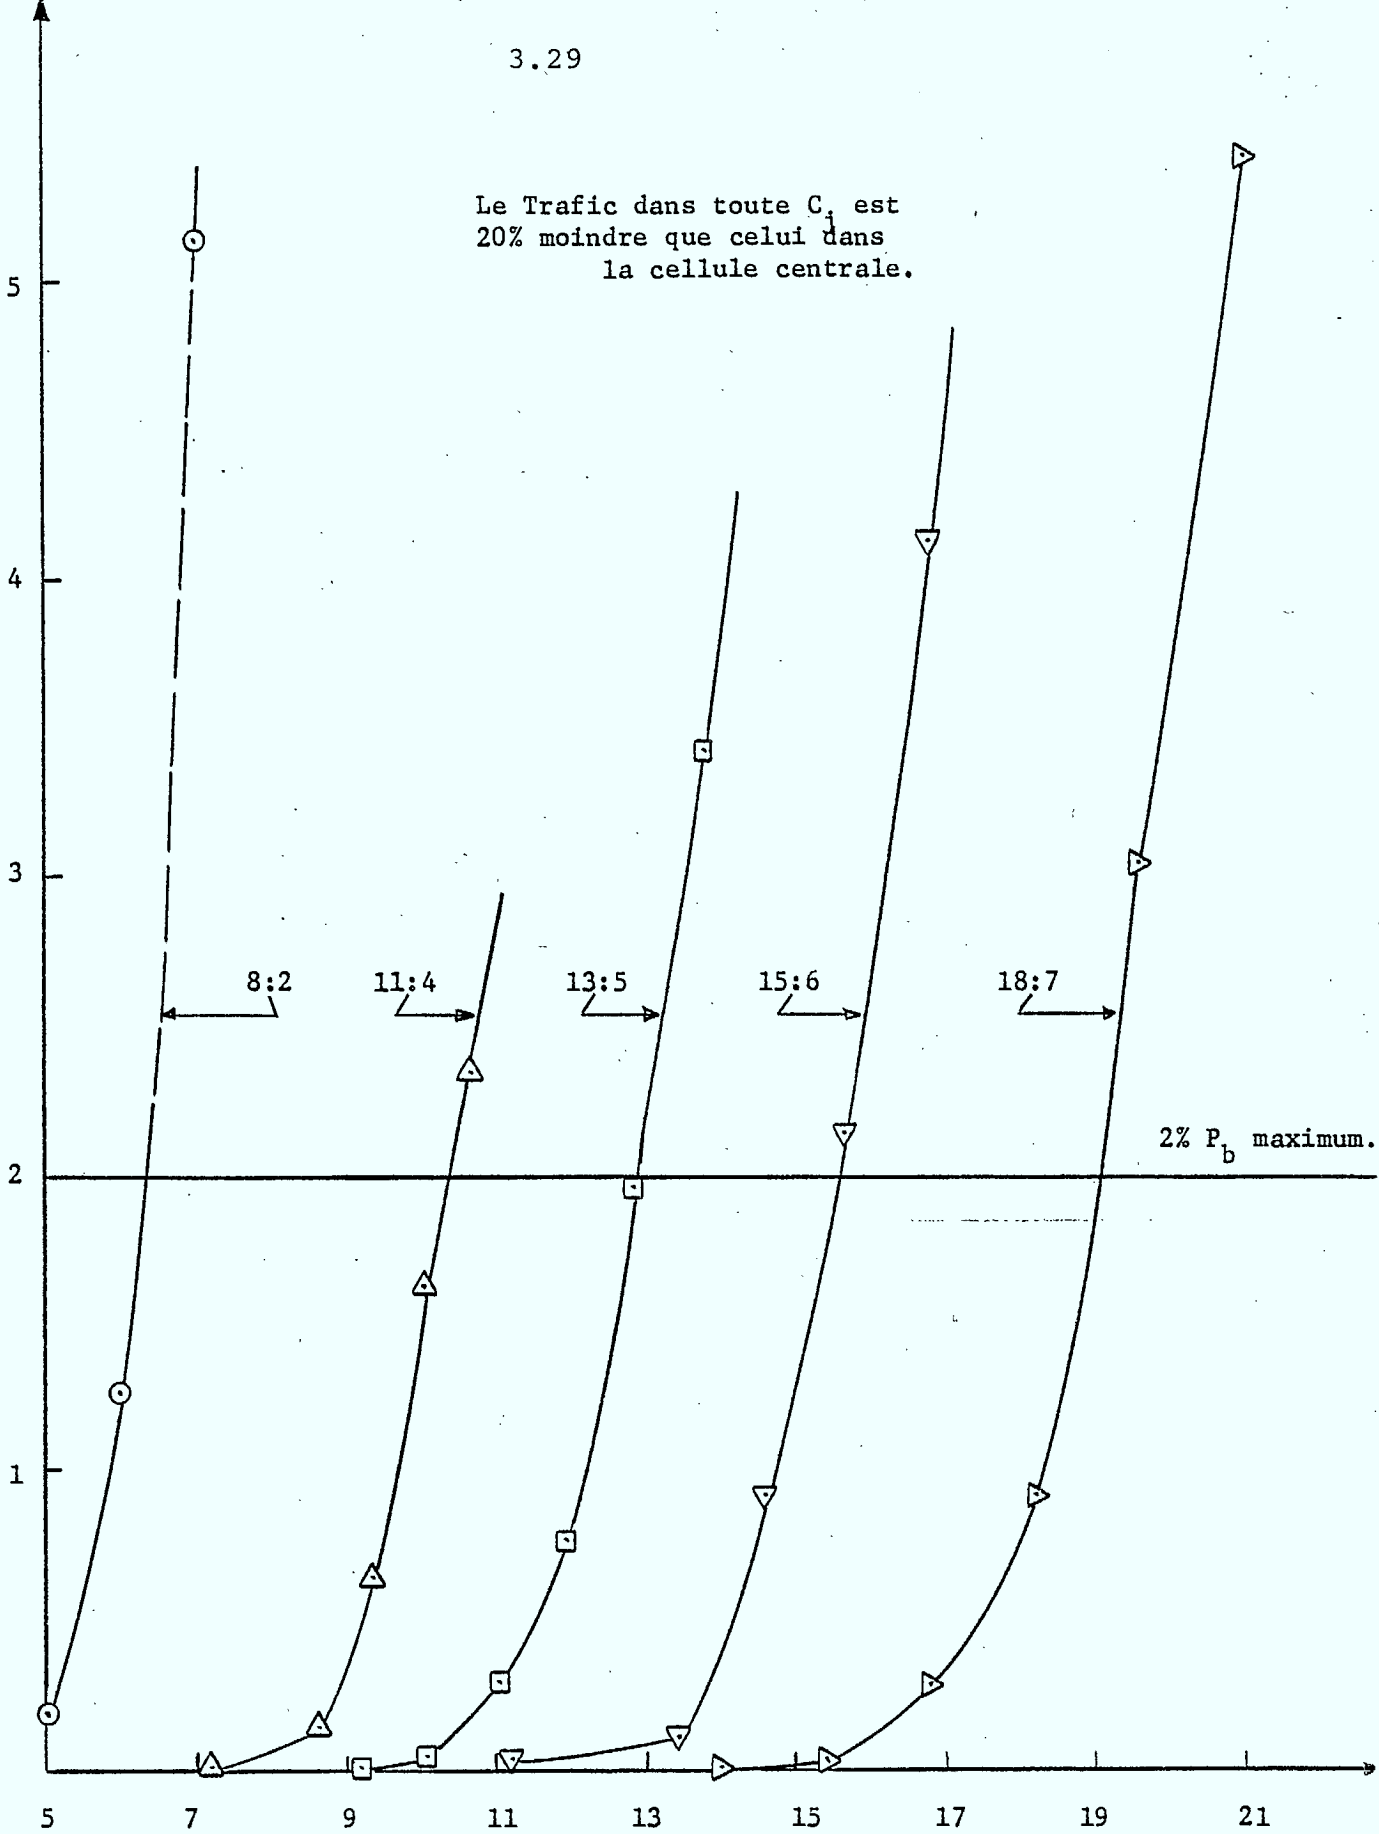 3.29
Le Trafic dans toute Cj est
20% moindre que celui dans
la cellule centrale.
5
4
3
8:2 11:4 13:5 15:6 18:7
2% Pb maximum.
2
1
5 7 9 11 13 15 17 19 21